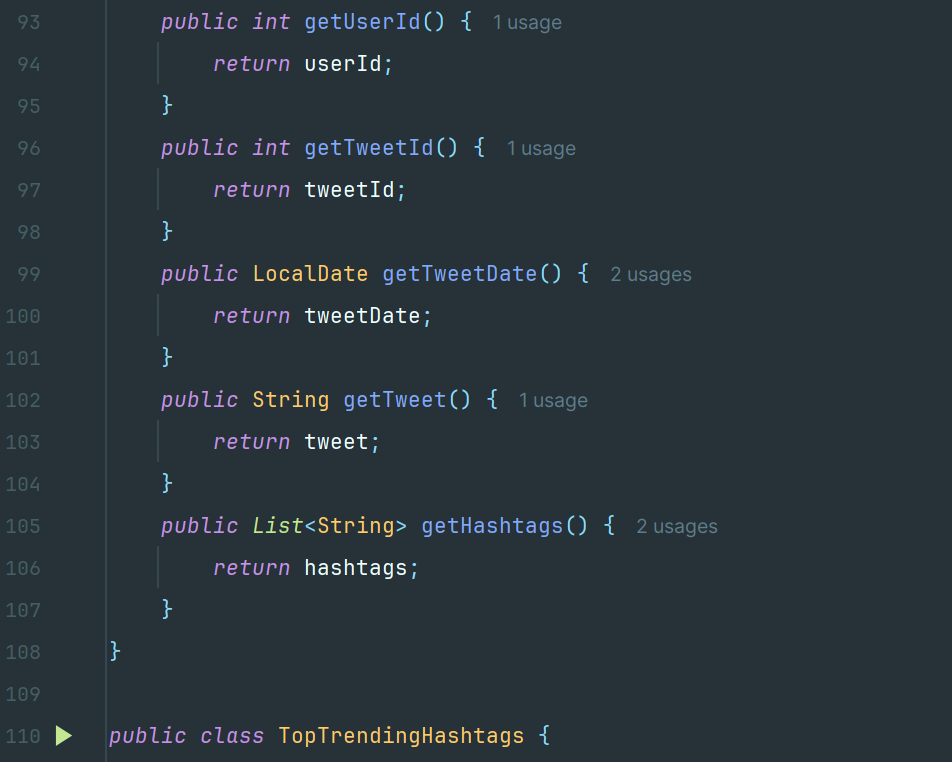 93 public int getUserId() { 1 usage
94 return userId;
95 }
96 public int getTweetId() { 1 usage
97 return tweetId;
98 }
99 public LocalDate getTweetDate() { 2 usages
100 return tweetDate;
101 }
102 public String getTweet() { 1 usage
103 return tweet;
104 }
105 public List<String> getHashtags() { 2 usages
106 return hashtags;
107 }
108 }
109
110 public class TopTrendingHashtags {